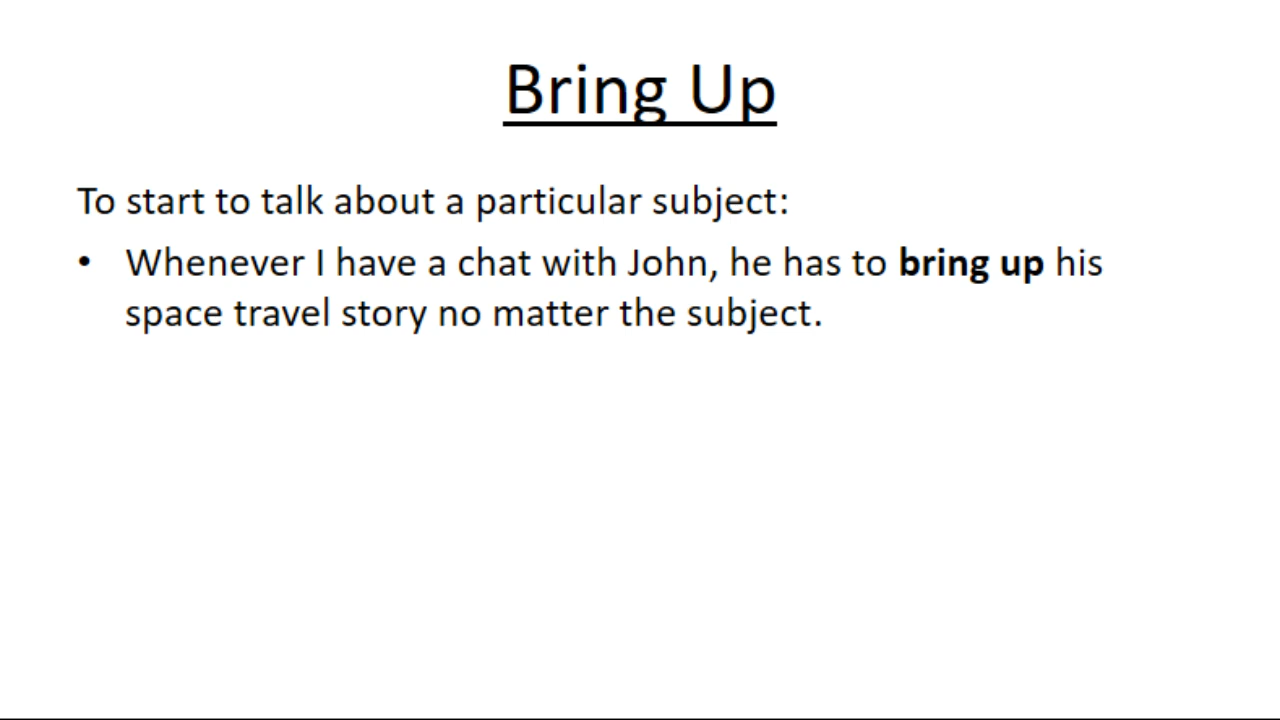 Bring Up
To start to talk about a particular subject:
• Whenever I have a chat with John, he has to bring up his
space travel story no matter the subject.